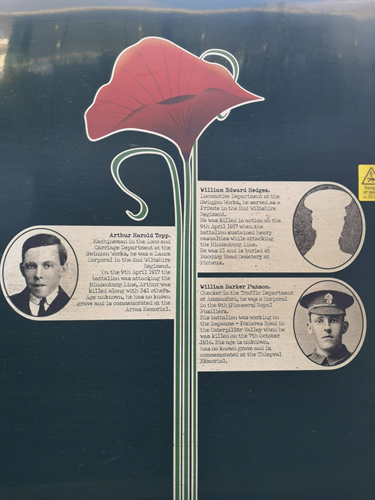 William Edward Hedges.
Locomotive Department at the
Swindon Works, he served as a
Private in the 2nd Wiltshire
Regiment.
He was killed in action on the
9th April 1917 when the
battalion sustained heavy
casualties while attacking
the Hindenburg Line.
He was 21 and is buried at
Bucquoy Road Cemetery at
Ficheux.
Arthur Harold Topp.
Machineman in the Loco and
Carriage Department at the
Swindon Works, he was a Lance
Corporal in the 2nd Wiltshire
Regiment.
On the 9th April 1917 the
battalion was attacking the
Hindenburg Line, Arthur was
killed along with 341 others.
Age unknown, he has no known
grave and is commemorated at the
Arras Memorial.
William Barker
Checker in the Traffic Department
at Ammanford, he was a Corporal
in the 9th (Pioneers) Royal
Fusiliers.
His battalion was working on
the Bapaume - Pozieres Road in
the Caterpillar Valley when he
was killed on the 7th October
1916. His age is unknown,
has no known grave and is
commemorated at the Thiepval
Memorial.